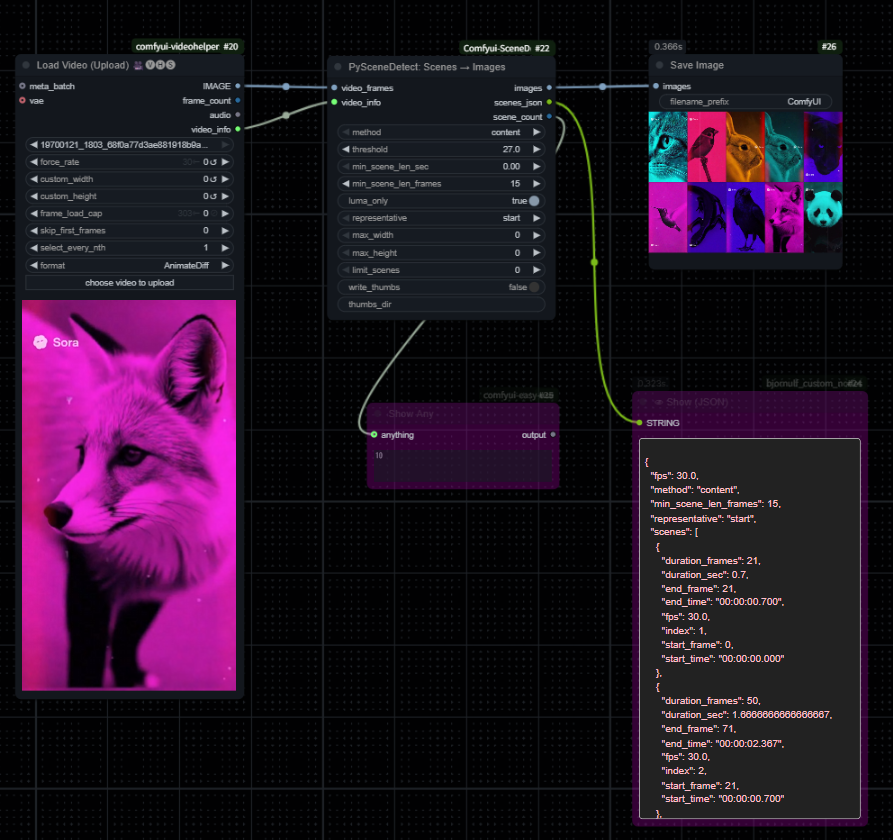 comfyui-videohelper #20
Load Video (Upload) VHS
meta_batch IMAGE
vae frame_count
audio
video_info
19700121_1803_68f0a77d3ae881918b9a...
force_rate 0
custom_width 0
custom_height 0
frame_load_cap 0
skip_first_frames 0
select_every_nth 1
format AnimateDiff
choose video to upload
Sora
Comfyui-SceneD #22
PySceneDetect: Scenes → Images
video_frames images
video_info scenes_json
scene_count
method content
threshold 27.0
min_scene_len_sec 0.00
min_scene_len_frames 15
luma_only true
representative start
max_width 0
max_height 0
limit_scenes 0
write_thumbs false
thumbs_dir
0.366s #26
Save Image
images
filename_prefix ComfyUI
comfyui-easy #25
Show Any
anything output
10
0.323s bjornulf_custom_no #24
Show (JSON)
STRING
{
"fps": 30.0,
"method": "content",
"min_scene_len_frames": 15,
"representative": "start",
"scenes": [
{
"duration_frames": 21,
"duration_sec": 0.7,
"end_frame": 21,
"end_time": "00:00:00.700",
"fps": 30.0,
"index": 1,
"start_frame": 0,
"start_time": "00:00:00.000"
},
{
"duration_frames": 50,
"duration_sec": 1.6666666666666667,
"end_frame": 71,
"end_time": "00:00:02.367",
"fps": 30.0,
"index": 2,
"start_frame": 21,
"start_time": "00:00:00.700"
},